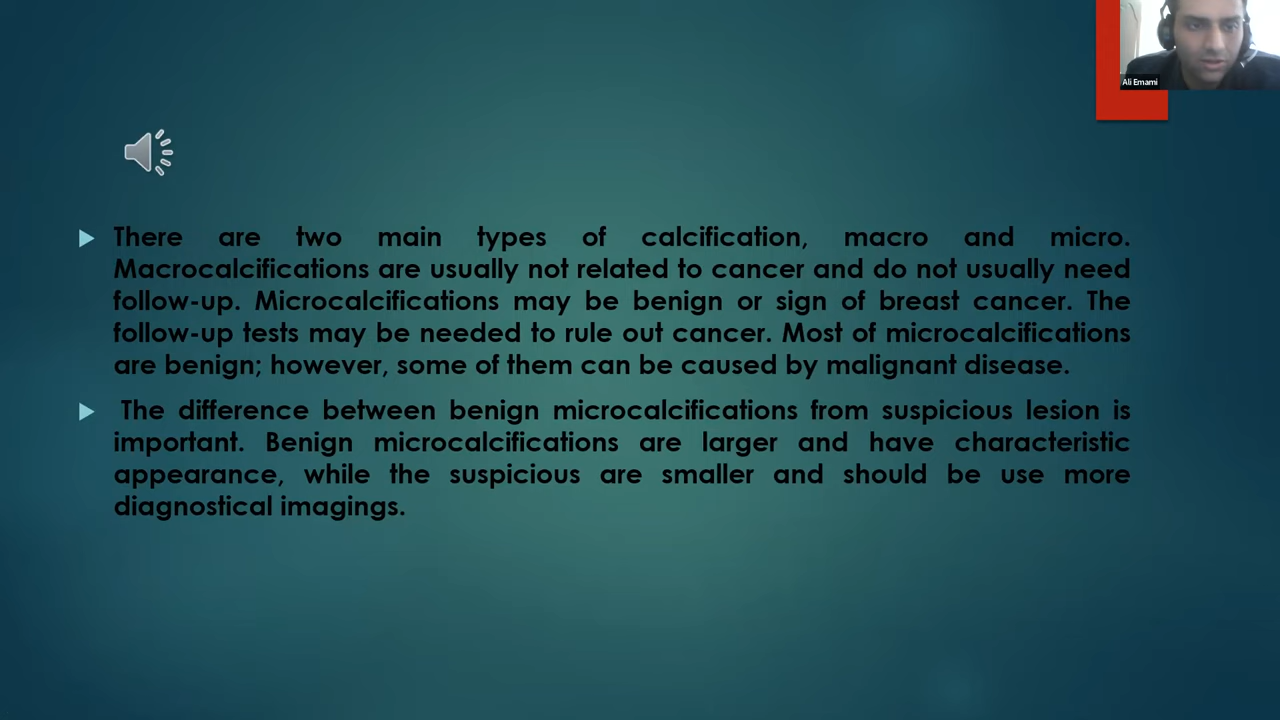 Ali Emami
There are two main types of calcification, macro and micro.
Macrocalcifications are usually not related to cancer and do not usually need
follow-up. Microcalcifications may be benign or sign of breast cancer. The
follow-up tests may be needed to rule out cancer. Most of microcalcifications
are benign; however, some of them can be caused by malignant disease.
The difference between benign microcalcifications from suspicious lesion is
important. Benign microcalcifications are larger and have characteristic
appearance, while the suspicious are smaller and should be use more
diagnostical imagings.